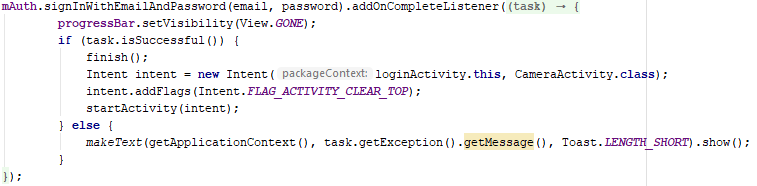 mAuth.signInWithEmailAndPassword(email, password).addOnCompleteListener((task) → {
progressBar.setVisibility(View.GONE);
if (task.isSuccessful()) {
finish();
Intent intent = new Intent( packageContext: loginActivity.this, CameraActivity.class);
intent.addFlags(Intent.FLAG_ACTIVITY_CLEAR_TOP);
startActivity(intent);
} else {
makeText(getApplicationContext(), task.getException().getMessage(), Toast.LENGTH_SHORT).show();
}
});